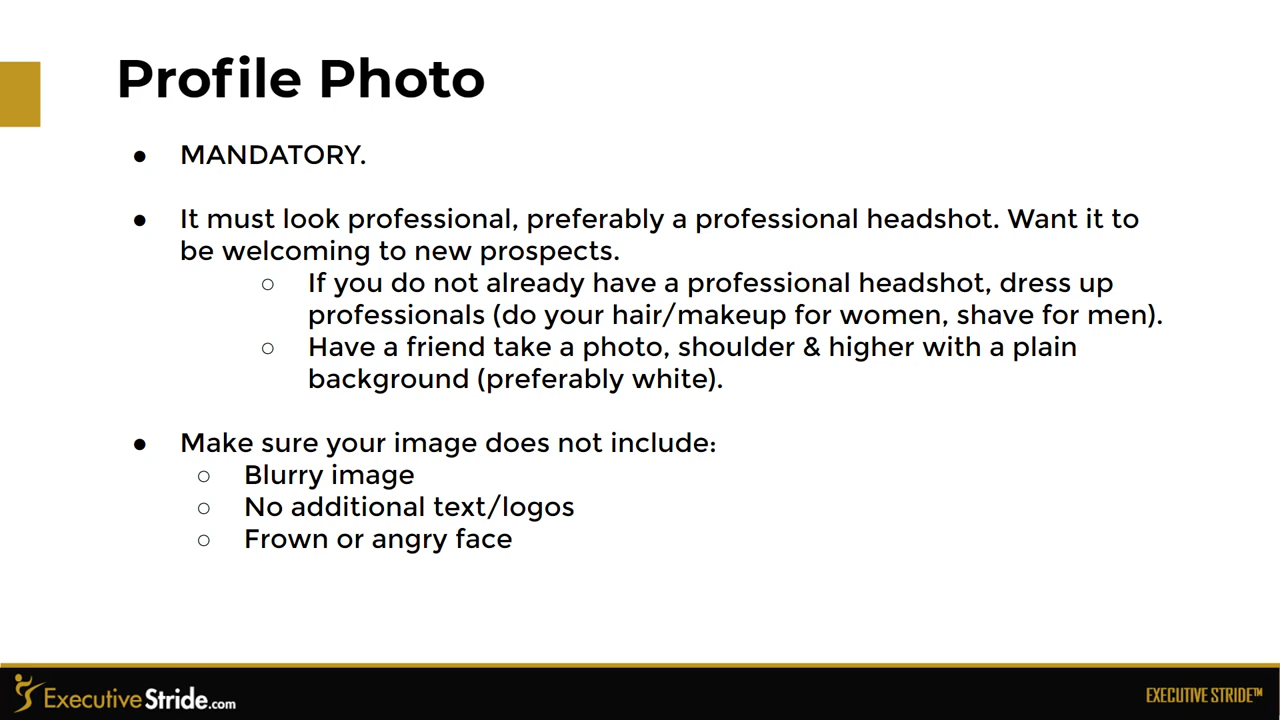 Profile Photo
● MANDATORY.
● It must look professional, preferably a professional headshot. Want it to
be welcoming to new prospects.
○ If you do not already have a professional headshot, dress up
professionals (do your hair/makeup for women, shave for men).
○ Have a friend take a photo, shoulder & higher with a plain
background (preferably white).
● Make sure your image does not include:
○ Blurry image
○ No additional text/logos
○ Frown or angry face
ExecutiveStride.com
EXECUTIVE STRIDE™